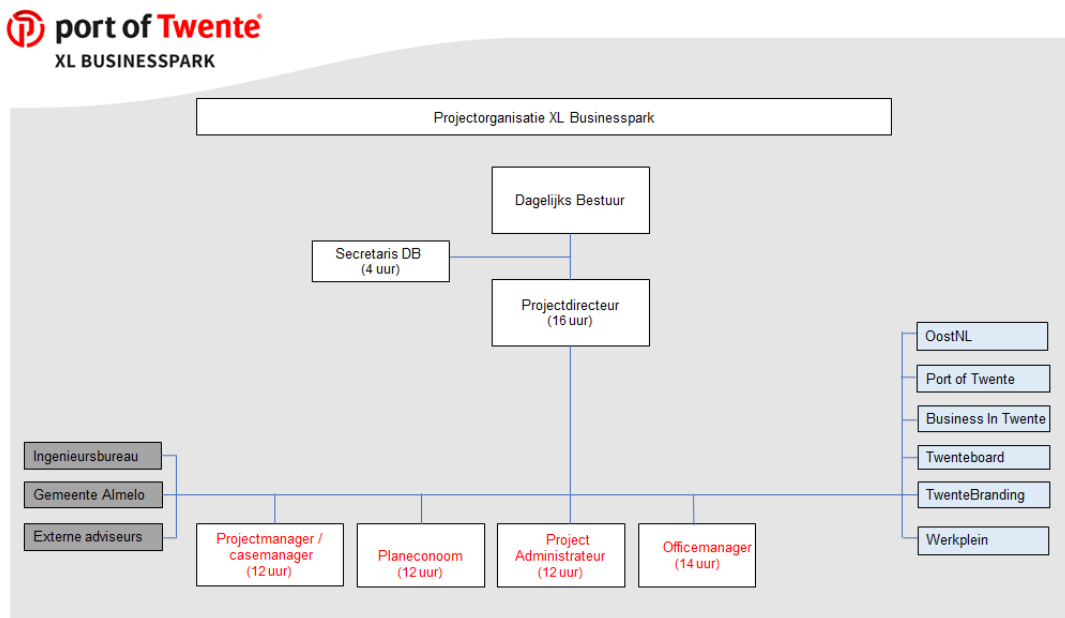 port of Twente
XL BUSINESSPARK
Projectorganisatie XL Businesspark
Dagelijks Bestuur
Secretaris DB
(4 uur)
Projectdirecteur
(16 uur)
OostNL
Port of Twente
Business In Twente
Twenteboard
TwenteBranding
Werkplein
Ingenieursbureau
Gemeente Almelo
Externe adviseurs
Projectmanager /
casemanager
(12 uur)
Planeconoom
(12 uur)
Project
Administrateur
(12 uur)
Officemanager
(14 uur)